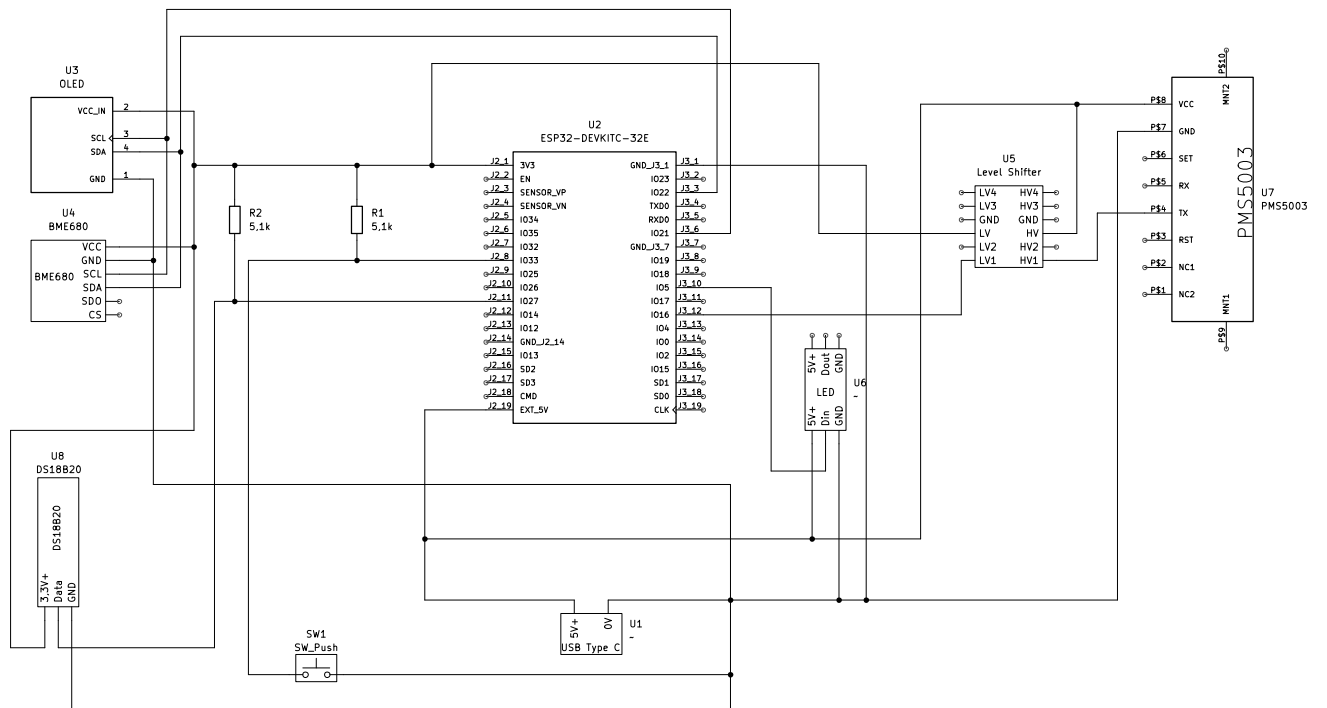 U3
OLED
VCC_IN 2
SCL 3
SDA 4
GND 1
U4
BME680
BME680
VCC
GND
SCL
SDA
SDO
CS
R2
5,1k
R1
5,1k
U2
ESP32-DEVKITC-32E
J2_1 3V3
J2_2 EN
J2_3 SENSOR_VP
J2_4 SENSOR_VN
J2_5 IO34
J2_6 IO35
J2_7 IO32
J2_8 IO33
J2_9 IO25
J2_10 IO26
J2_11 IO27
J2_12 IO14
J2_13 IO12
J2_14 GND_J2_14
J2_15 IO13
J2_16 SD2
J2_17 SD3
J2_18 CMD
J2_19 EXT_5V
GND_J3_1 J3_1
IO23 J3_2
IO22 J3_3
TXD0 J3_4
RXD0 J3_5
IO21 J3_6
GND_J3_7 J3_7
IO19 J3_8
IO18 J3_9
IO5 J3_10
IO17 J3_11
IO16 J3_12
IO4 J3_13
IO0 J3_14
IO2 J3_15
IO15 J3_16
SD1 J3_17
SD0 J3_18
CLK J3_19
U5
Level Shifter
LV4 HV4
LV3 HV3
GND GND
LV HV
LV2 HV2
LV1 HV1
P$10
MNT2
P$8 VCC
P$7 GND
P$6 SET
P$5 RX
P$4 TX
P$3 RST
P$2 NC1
P$1 NC2
MNT1
P$9
PMS5003
U7
PMS5003
5V+ Dout GND
LED
5V+ Din GND
U6
-
U8
DS18B20
DS18B20
3,3V+
Data
GND
5V+ 0V
USB Type C
U1
-
SW1
SW_Push